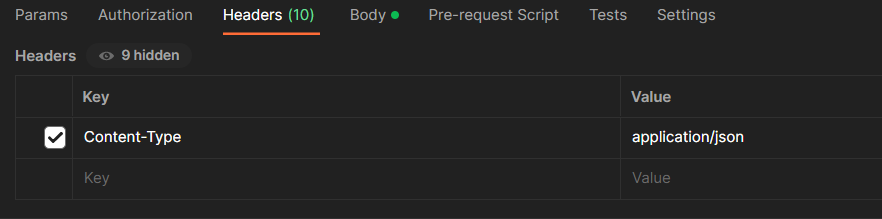 Params Authorization Headers (10) Body Pre-request Script Tests Settings
Headers 9 hidden
Key Value
Content-Type application/json
Key Value